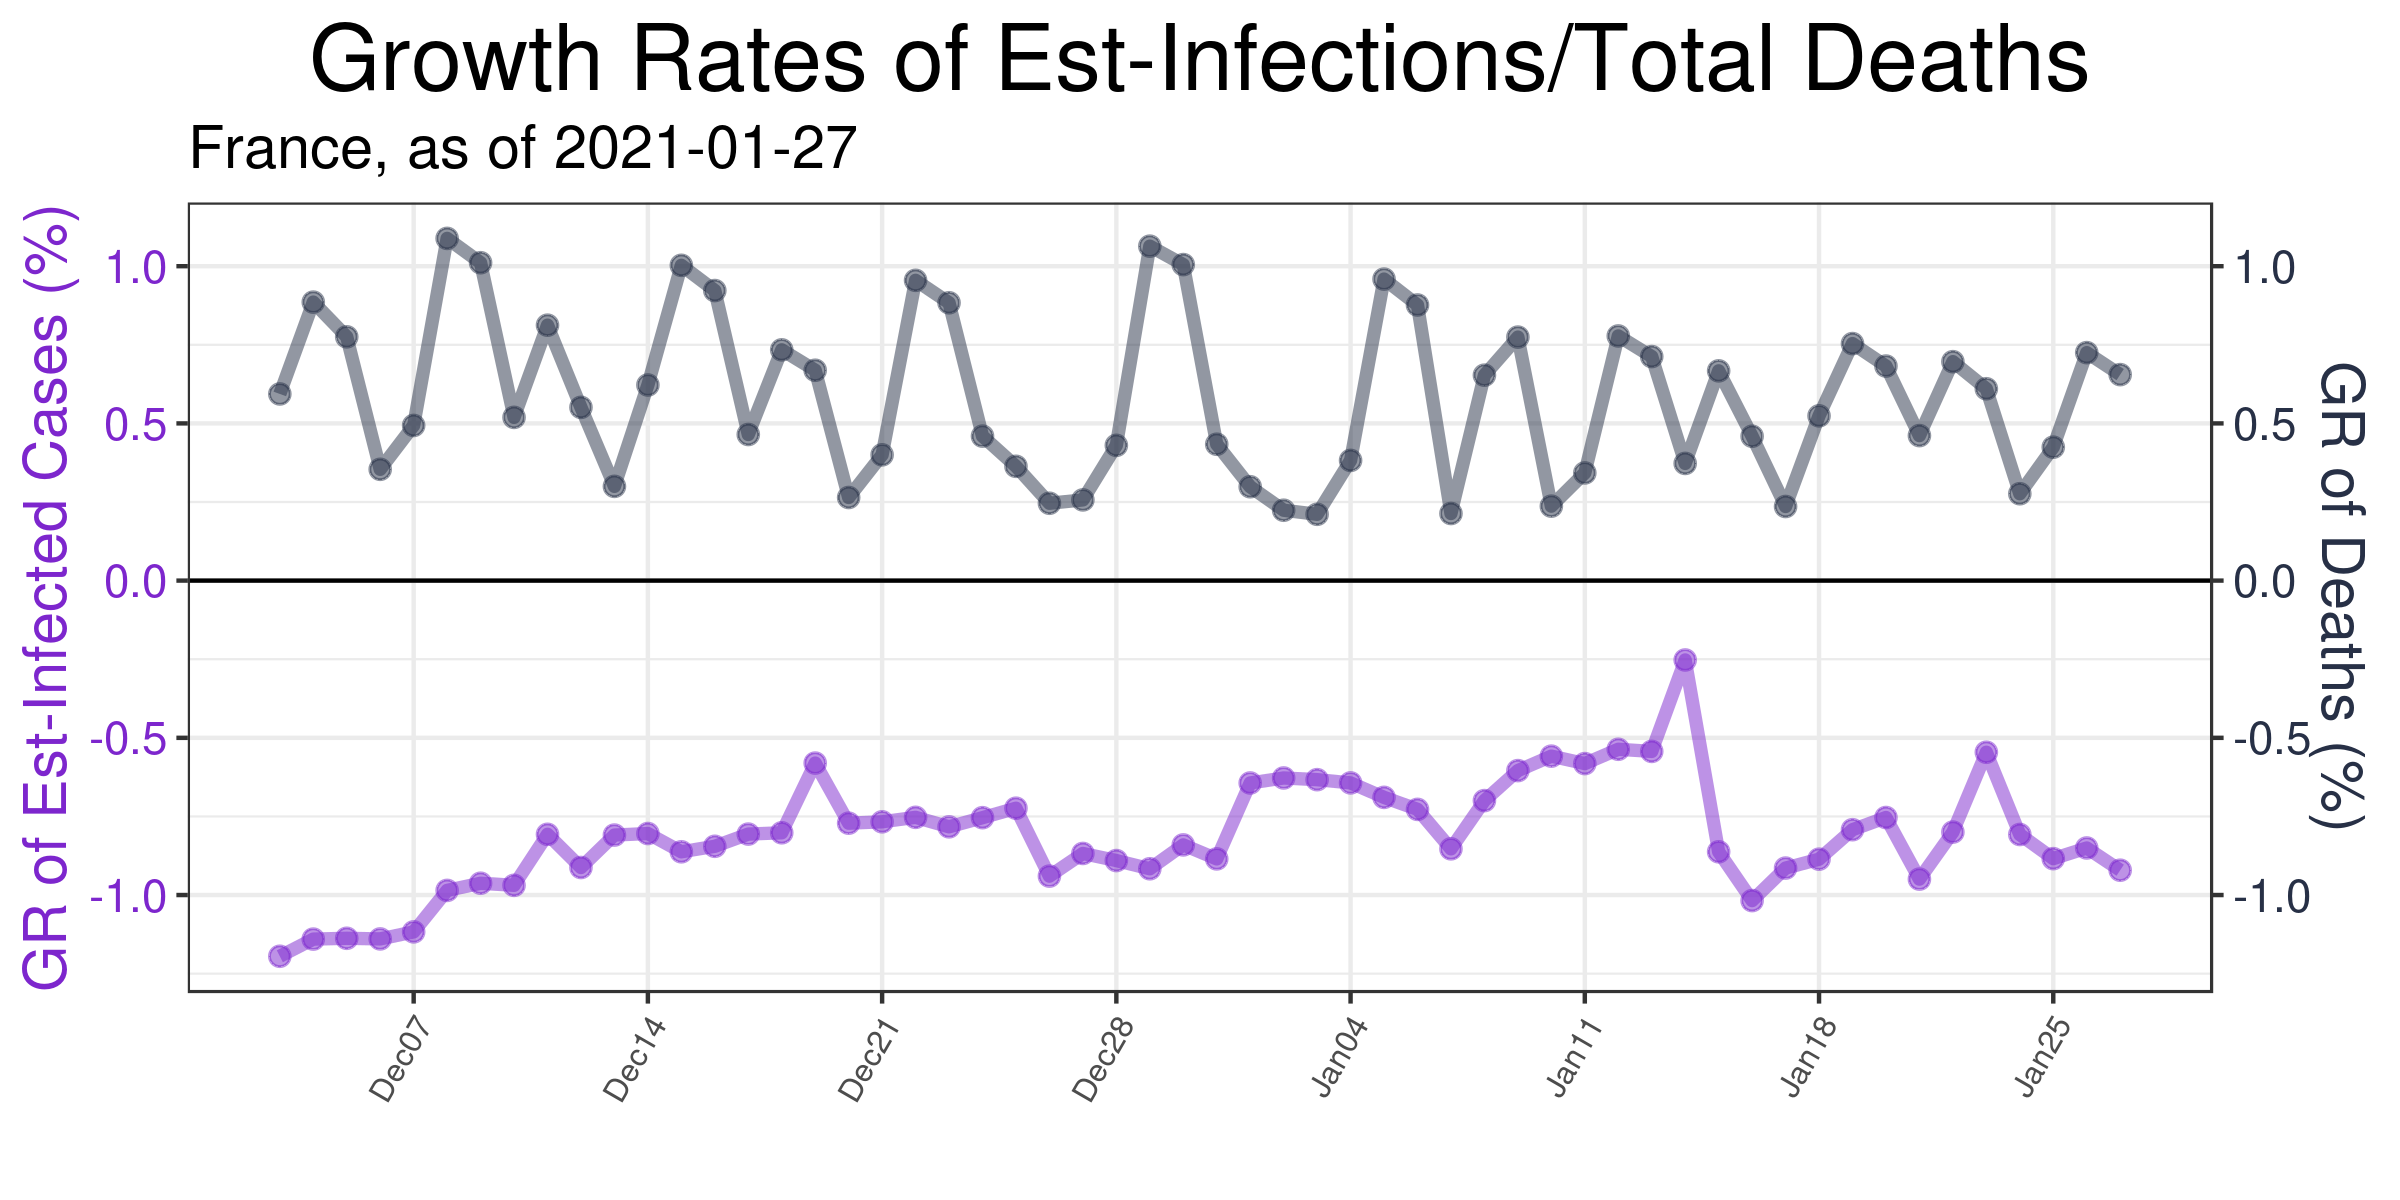 Growth Rates of Est-Infections/Total Deaths
France, as of 2021-01-27
GR of Est-Infected Cases (%)
1.0
0.5
0.0
-0.5
-1.0
1.0
0.5
0.0
-0.5
-1.0
GR of Deaths (%)
Dec07
Dec14
Dec21
Dec28
Jan04
Jan11
Jan18
Jan25